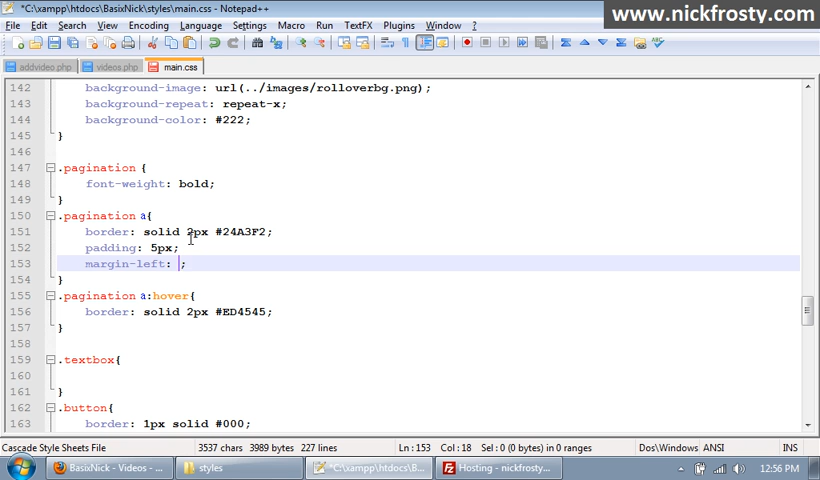 *C:\xampp\htdocs\BasixNick\styles\main.css - Notepad++
www.nickfrosty.com
File Edit Search View Encoding Language Settings Macro Run TextFX Plugins Window ?
addvideo.php videos.php main.css
142 background-image: url(../images/rolloverbg.png);
143 background-repeat: repeat-x;
144 background-color: #222;
145 }
146
147 .pagination {
148 font-weight: bold;
149 }
150 .pagination a{
151 border: solid 2px #24A3F2;
152 padding: 5px;
153 margin-left: ;
154 }
155 .pagination a:hover{
156 border: solid 2px #ED4545;
157 }
158
159 .textbox{
160
161 }
162 .button{
163 border: 1px solid #000;
Cascade Style Sheets File 3537 chars 3989 bytes 227 lines Ln : 153 Col : 18 Sel : 0 (0 bytes) in 0 ranges Dos\Windows ANSI INS
BasixNick - Videos - ... styles *C:\xampp\htdocs\B... Hosting - nickfrosty... 12:56 PM